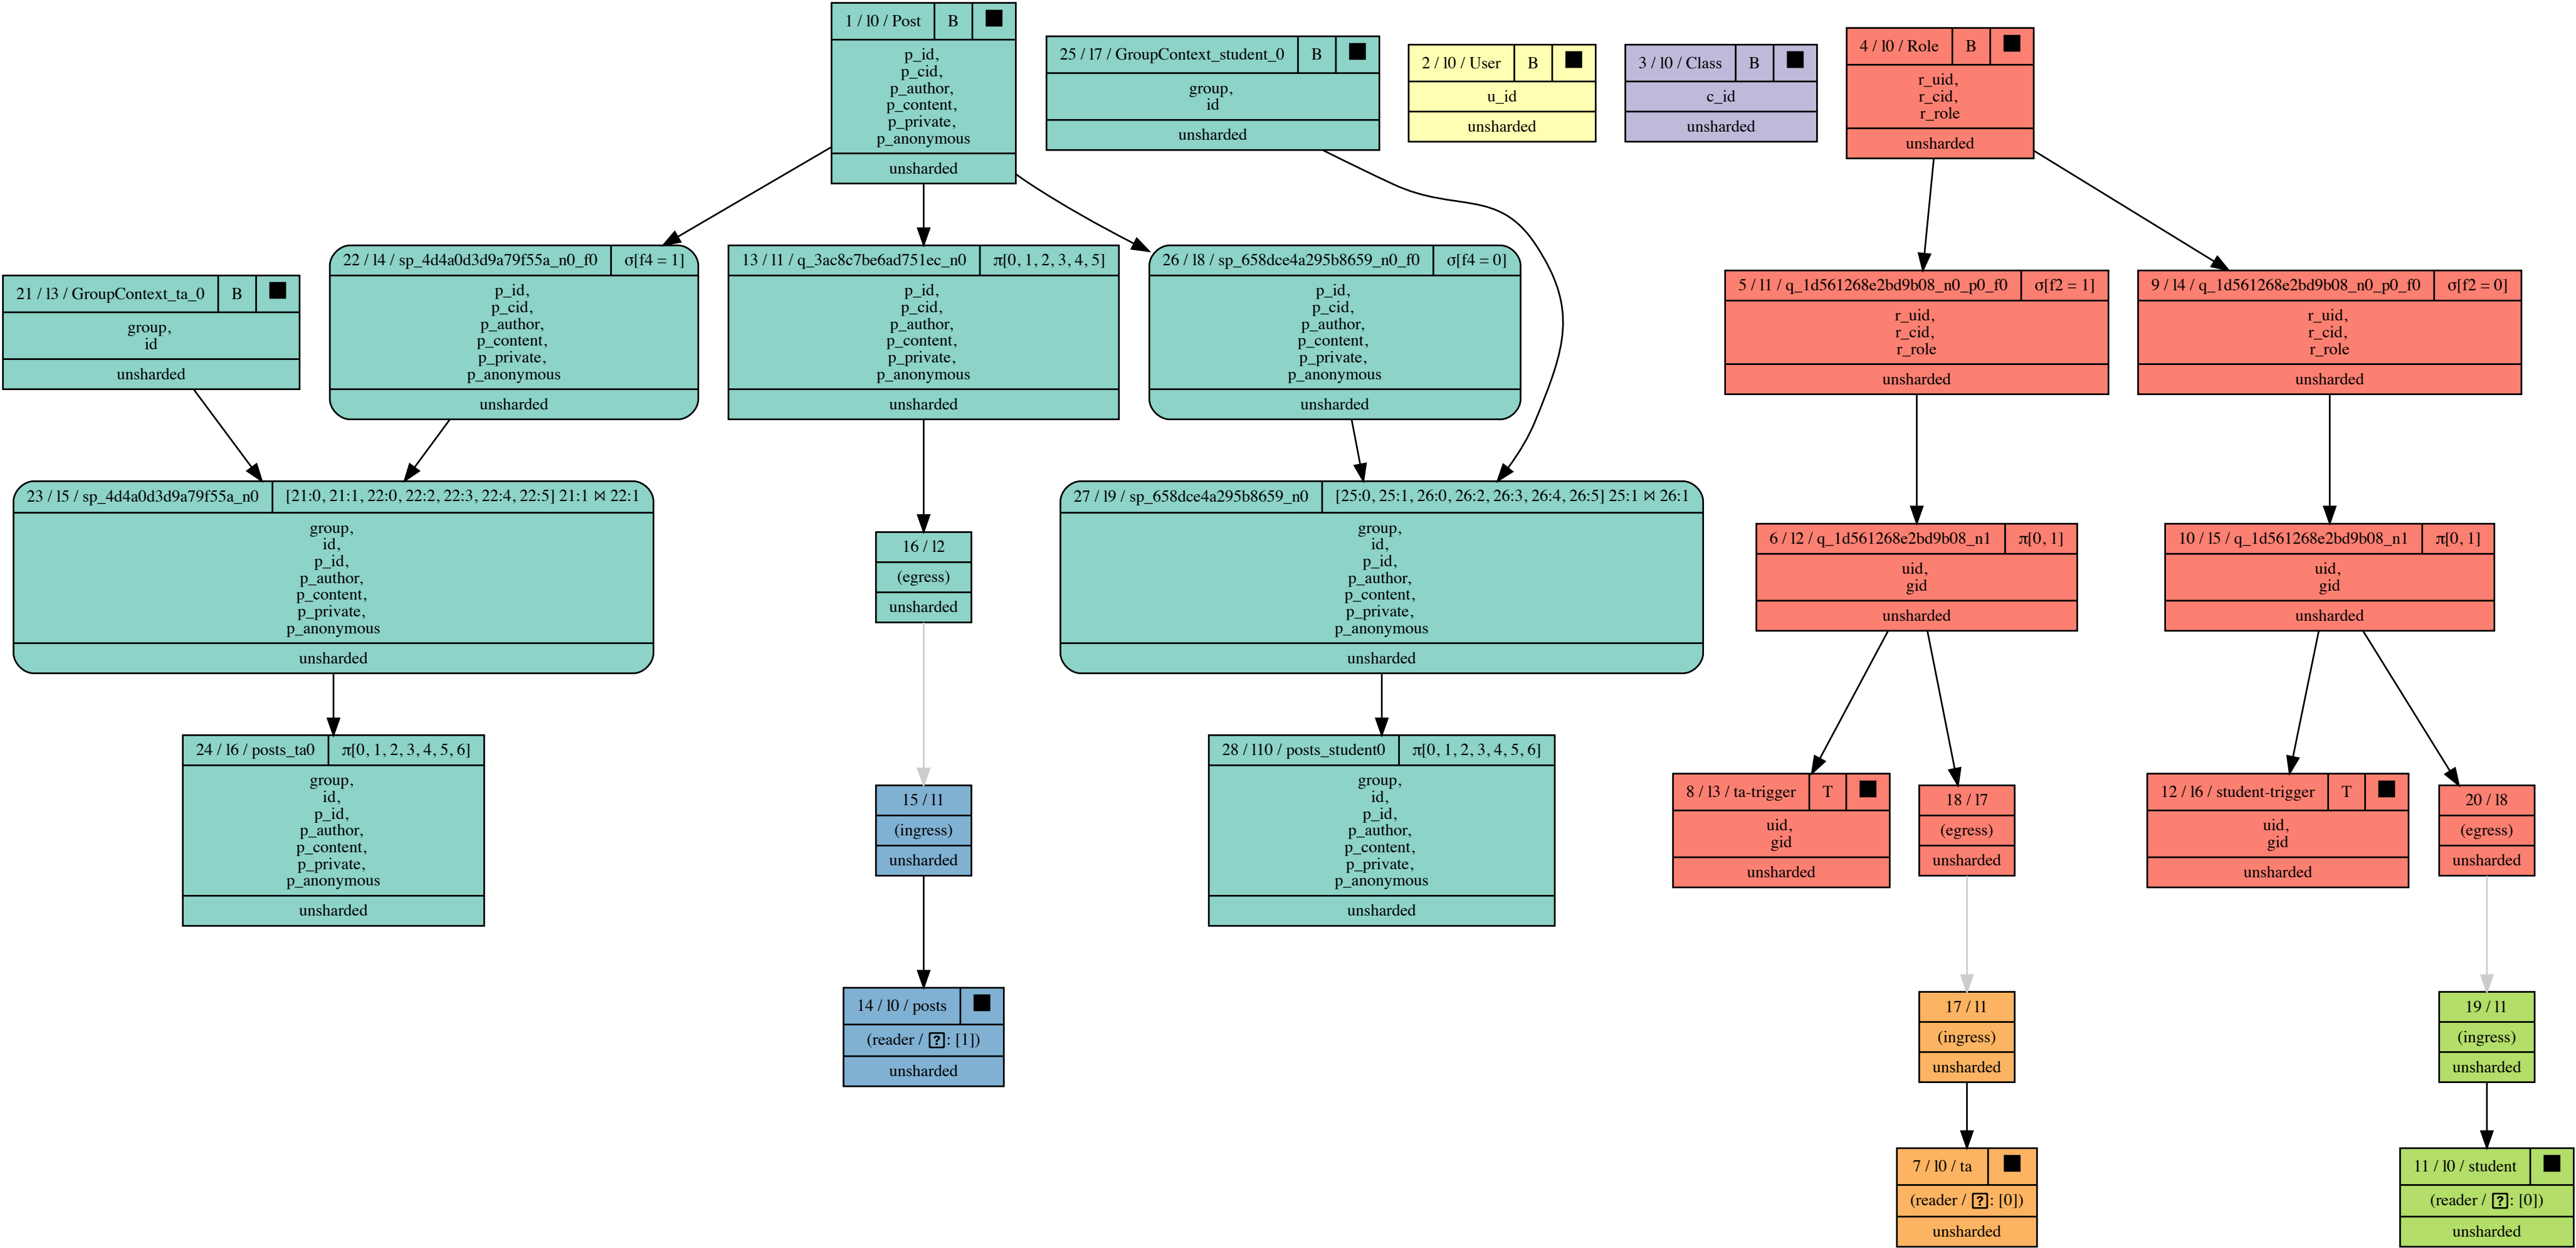 1 / l0 / Post B ■
p_id,
p_cid,
p_author,
p_content,
p_private,
p_anonymous
unsharded
25 / l7 / GroupContext_student_0 B ■
group,
id
unsharded
2 / l0 / User B ■
u_id
unsharded
3 / l0 / Class B ■
c_id
unsharded
4 / l0 / Role B ■
r_uid,
r_cid,
r_role
unsharded
21 / l3 / GroupContext_ta_0 B ■
group,
id
unsharded
22 / l4 / sp_4d4a0d3d9a79f55a_n0_f0 σ[f4 = 1]
p_id,
p_cid,
p_author,
p_content,
p_private,
p_anonymous
unsharded
13 / l1 / q_3ac8c7be6ad751ec_n0 π[0, 1, 2, 3, 4, 5]
p_id,
p_cid,
p_author,
p_content,
p_private,
p_anonymous
unsharded
26 / l8 / sp_658dce4a295b8659_n0_f0 σ[f4 = 0]
p_id,
p_cid,
p_author,
p_content,
p_private,
p_anonymous
unsharded
5 / l1 / q_1d561268e2bd9b08_n0_p0_f0 σ[f2 = 1]
r_uid,
r_cid,
r_role
unsharded
9 / l4 / q_1d561268e2bd9b08_n0_p0_f0 σ[f2 = 0]
r_uid,
r_cid,
r_role
unsharded
23 / l5 / sp_4d4a0d3d9a79f55a_n0 [21:0, 21:1, 22:0, 22:2, 22:3, 22:4, 22:5] 21:1 ⋈ 22:1
group,
id,
p_id,
p_author,
p_content,
p_private,
p_anonymous
unsharded
16 / l2
(egress)
unsharded
27 / l9 / sp_658dce4a295b8659_n0 [25:0, 25:1, 26:0, 26:2, 26:3, 26:4, 26:5] 25:1 ⋈ 26:1
group,
id,
p_id,
p_author,
p_content,
p_private,
p_anonymous
unsharded
6 / l2 / q_1d561268e2bd9b08_n1 π[0, 1]
uid,
gid
unsharded
10 / l5 / q_1d561268e2bd9b08_n1 π[0, 1]
uid,
gid
unsharded
24 / l6 / posts_ta0 π[0, 1, 2, 3, 4, 5, 6]
group,
id,
p_id,
p_author,
p_content,
p_private,
p_anonymous
unsharded
15 / l1
(ingress)
unsharded
28 / l10 / posts_student0 π[0, 1, 2, 3, 4, 5, 6]
group,
id,
p_id,
p_author,
p_content,
p_private,
p_anonymous
unsharded
8 / l3 / ta-trigger T ■
uid,
gid
unsharded
18 / l7
(egress)
unsharded
12 / l6 / student-trigger T ■
uid,
gid
unsharded
20 / l8
(egress)
unsharded
14 / l0 / posts ■
(reader / ⍰: [1])
unsharded
17 / l1
(ingress)
unsharded
19 / l1
(ingress)
unsharded
7 / l0 / ta ■
(reader / ⍰: [0])
unsharded
11 / l0 / student ■
(reader / ⍰: [0])
unsharded